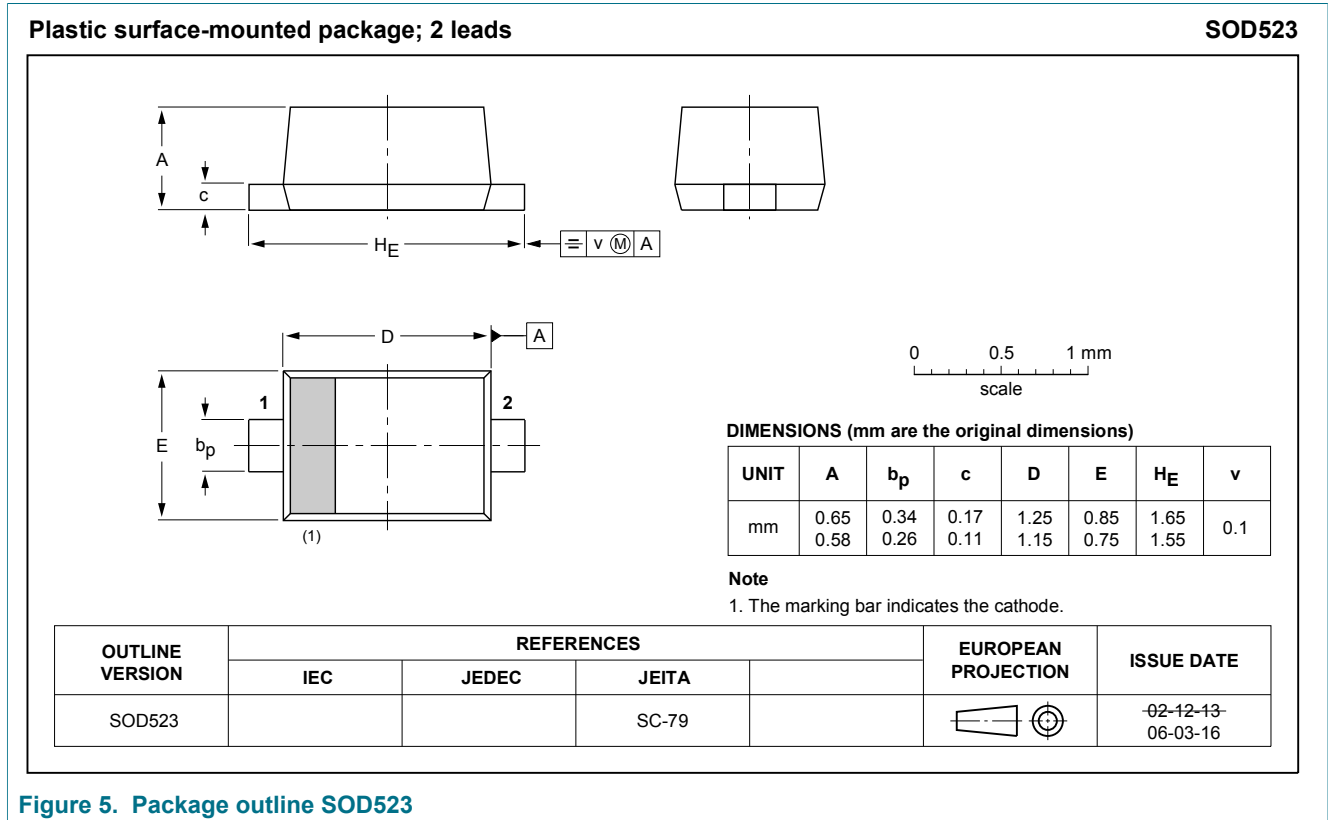 Plastic surface-mounted package; 2 leads SOD523
A
c
HE
v M A
D
A
E
bp
1
2
(1)
0 0.5 1 mm
scale
DIMENSIONS (mm are the original dimensions)
UNIT A bp c D E HE v
mm 0.65 0.34 0.17 1.25 0.85 1.65 0.1
0.58 0.26 0.11 1.15 0.75 1.55
Note
1. The marking bar indicates the cathode.
OUTLINE VERSION REFERENCES EUROPEAN PROJECTION ISSUE DATE
IEC JEDEC JEITA
SOD523 SC-79 02-12-13
06-03-16
Figure 5. Package outline SOD523